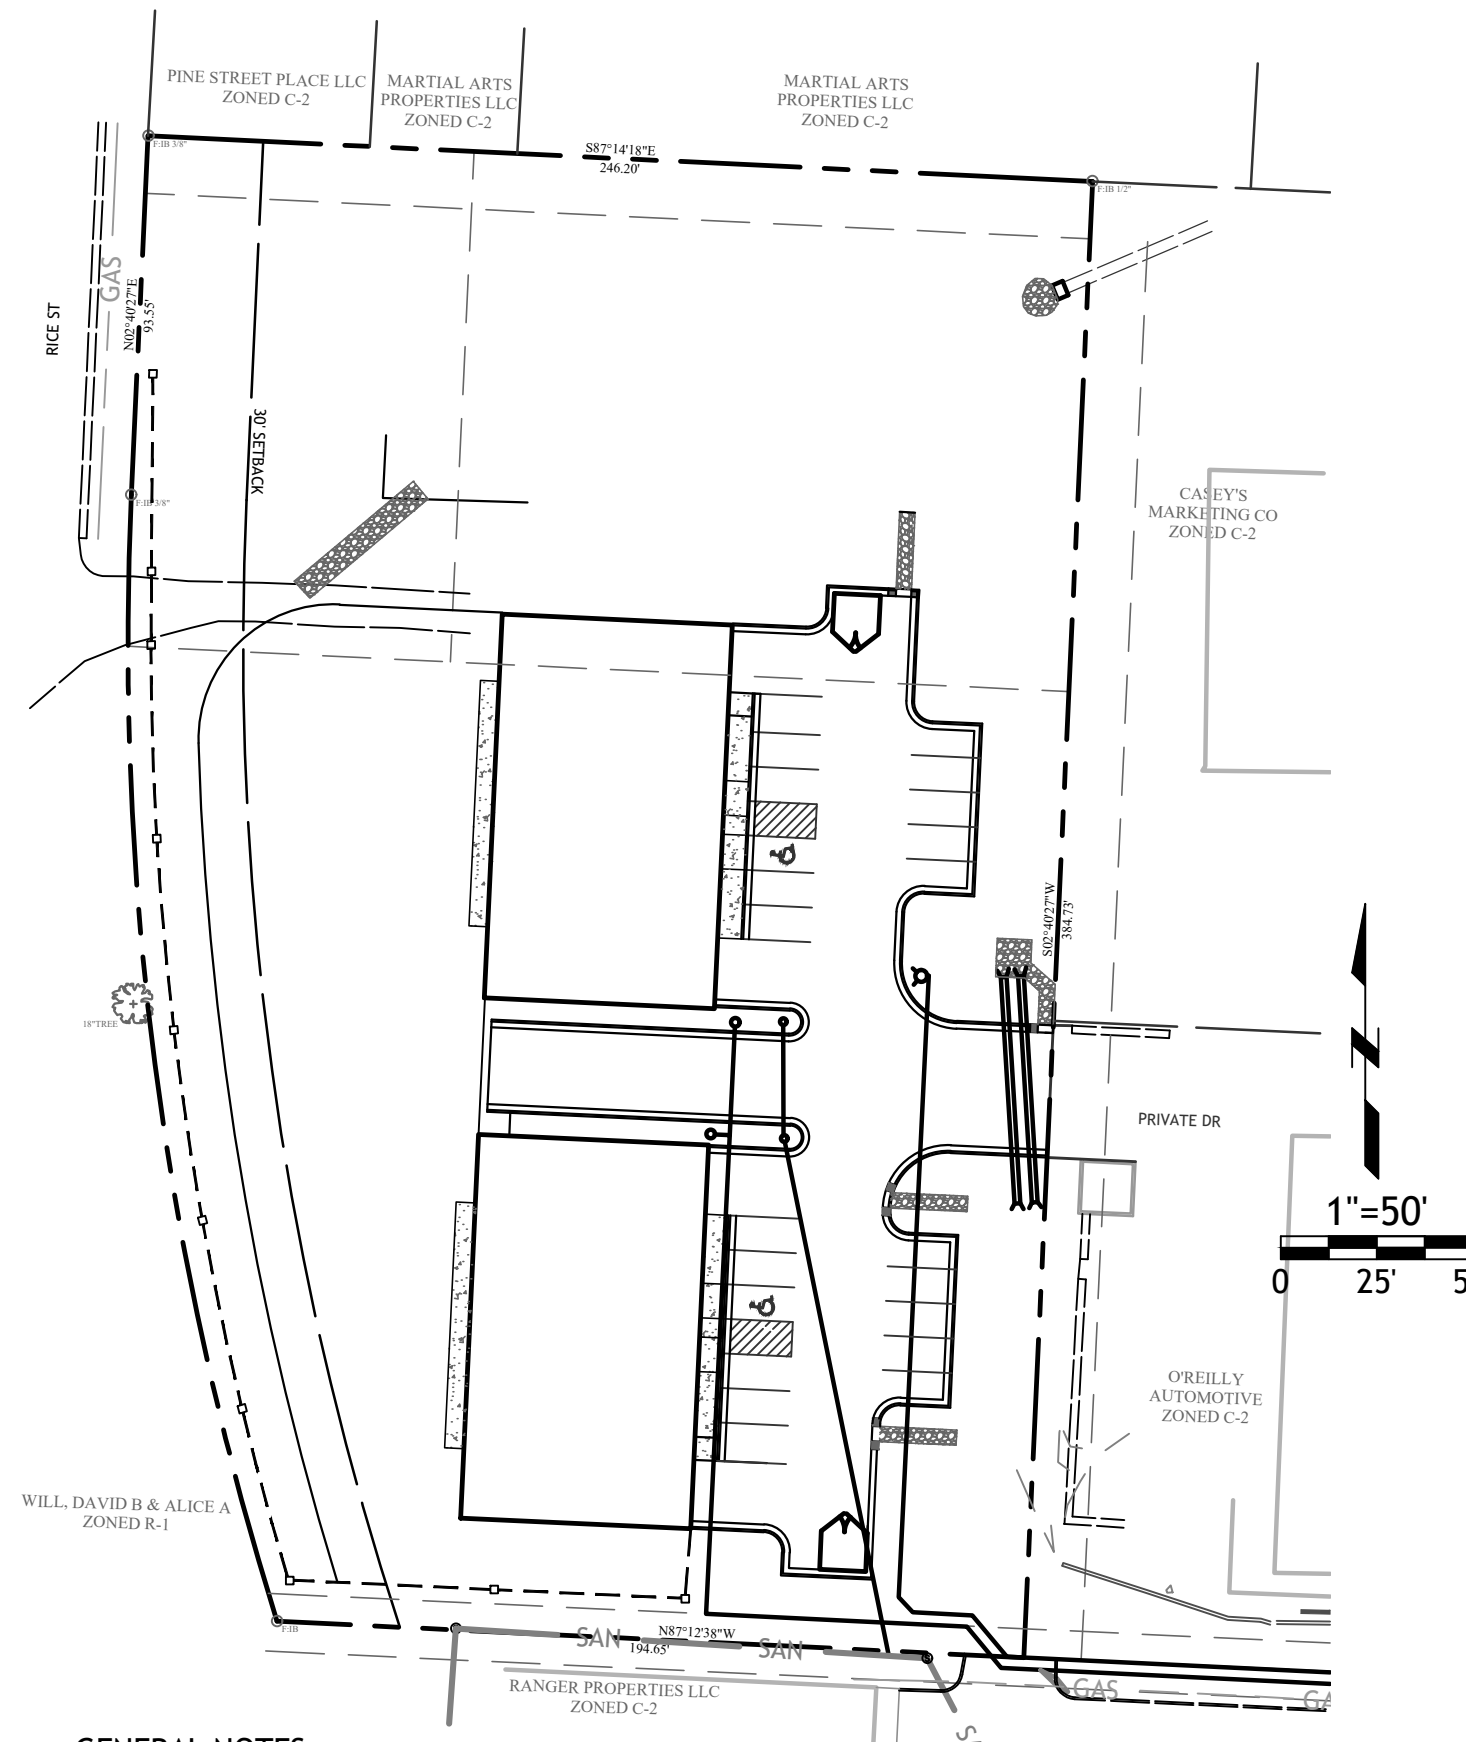 PINE STREET PLACE LLC
ZONED C-2
MARTIAL ARTS
PROPERTIES LLC
ZONED C-2
MARTIAL ARTS
PROPERTIES LLC
ZONED C-2
S87°14'18"E
246.20'
F:IB 3/8"
F:IB 1/2"
GAS
N02°40'27"E
93.55'
RICE ST
30' SETBACK
F:IB 3/8"
CASEY'S
MARKETING CO
ZONED C-2
S02°40'27"W
384.73'
18"TREE
PRIVATE DR
1"=50'
0 25' 5
O'REILLY
AUTOMOTIVE
ZONED C-2
WILL, DAVID B & ALICE A
ZONED R-1
F:IB
SAN
N87°12'38"W
194.65'
SAN
S
RANGER PROPERTIES LLC
ZONED C-2
GAS
GA
S
GENERAL NOTES